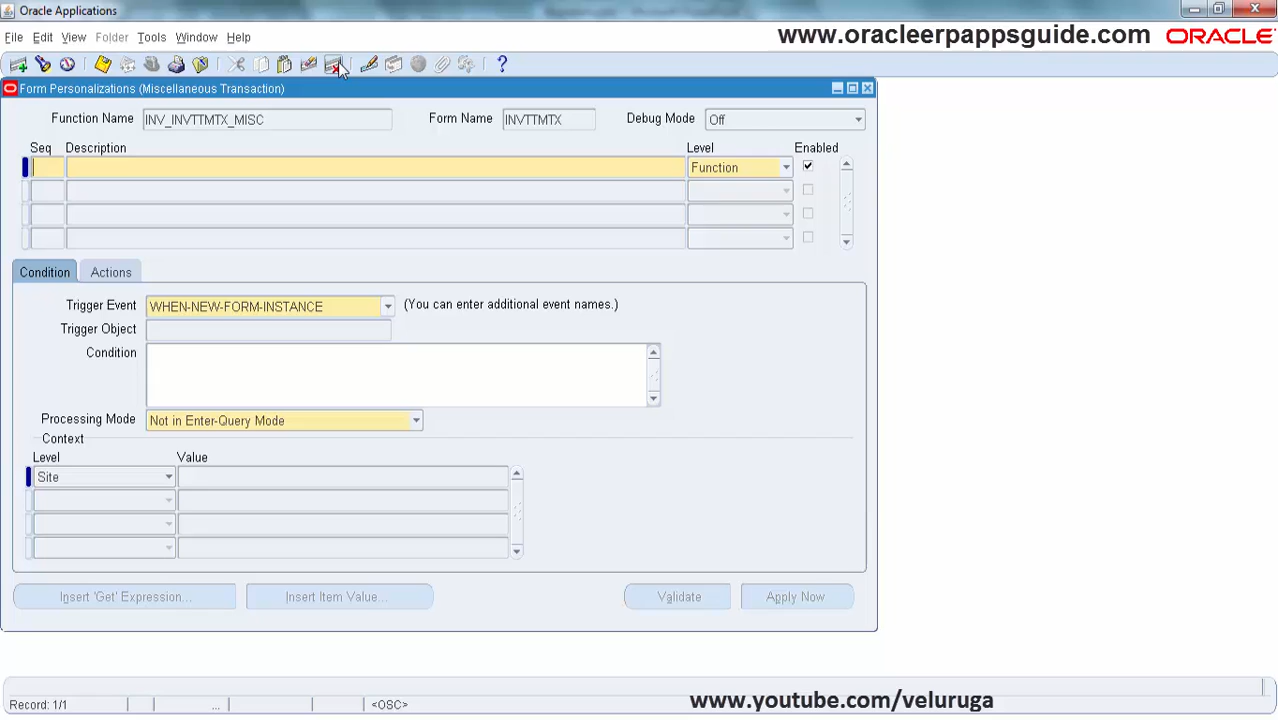 Oracle Applications
File Edit View Folder Tools Window Help
www.oracleerpappsguide.com ORACLE
Form Personalizations (Miscellaneous Transaction)
Function Name INV_INVTTMTX_MISC Form Name INVTTMTX Debug Mode Off
Seq Description Level Enabled
Function
Condition Actions
Trigger Event WHEN-NEW-FORM-INSTANCE (You can enter additional event names.)
Trigger Object
Condition
Processing Mode Not in Enter-Query Mode
Context
Level Value
Site
Insert 'Get' Expression... Insert Item Value... Validate Apply Now
Record: 1/1 ... <OSC>
www.youtube.com/veluruga